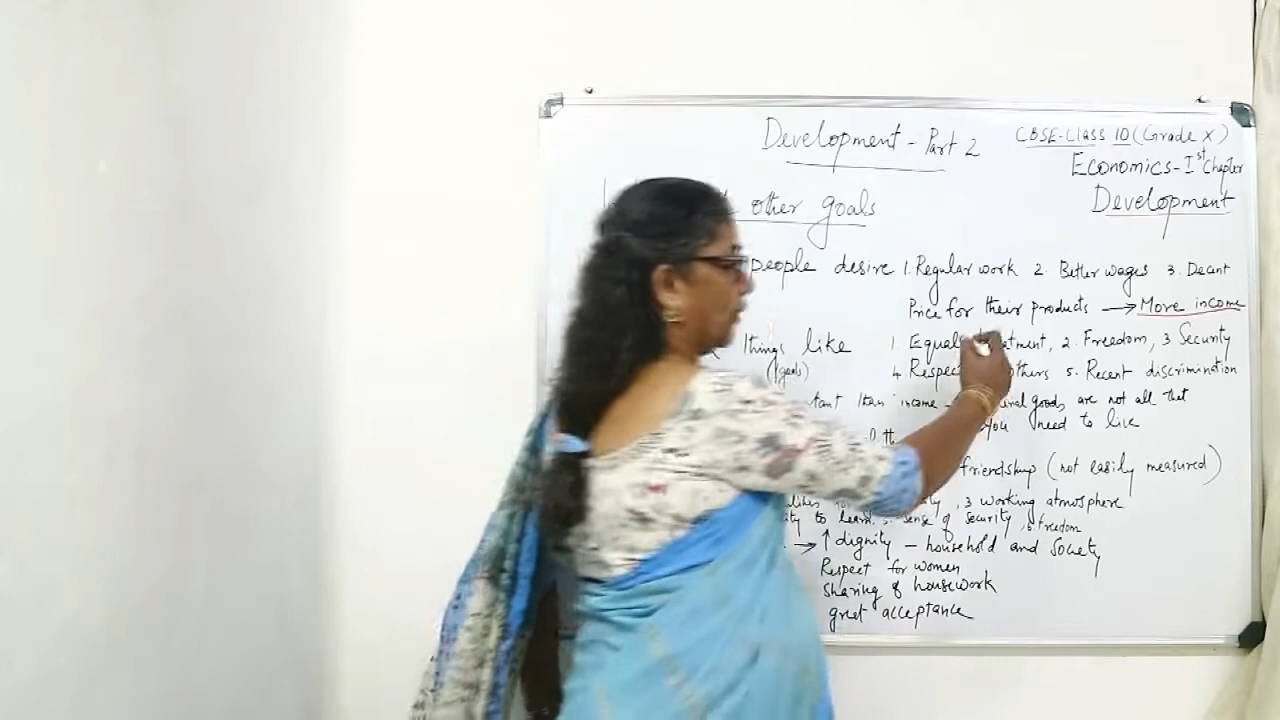 Development - Part 2
CBSE-Class 10 (Grade X)
Economics - 1st Chapter
Development
other goals
people desire 1. Regular work 2. Better wages 3. Decent
Price for their products → More income
things like 1 Equal 2. Freedom, 3 Security
(goals)
4 Respect others 5. Recent discrimination
than income goods are not all that
you need to live
friendship (not easily measured)
3 working atmosphere
to learn sense of security, 6 Freedom
→ ↑ dignity - household and Society
Respect for women
sharing of housework
gret acceptance